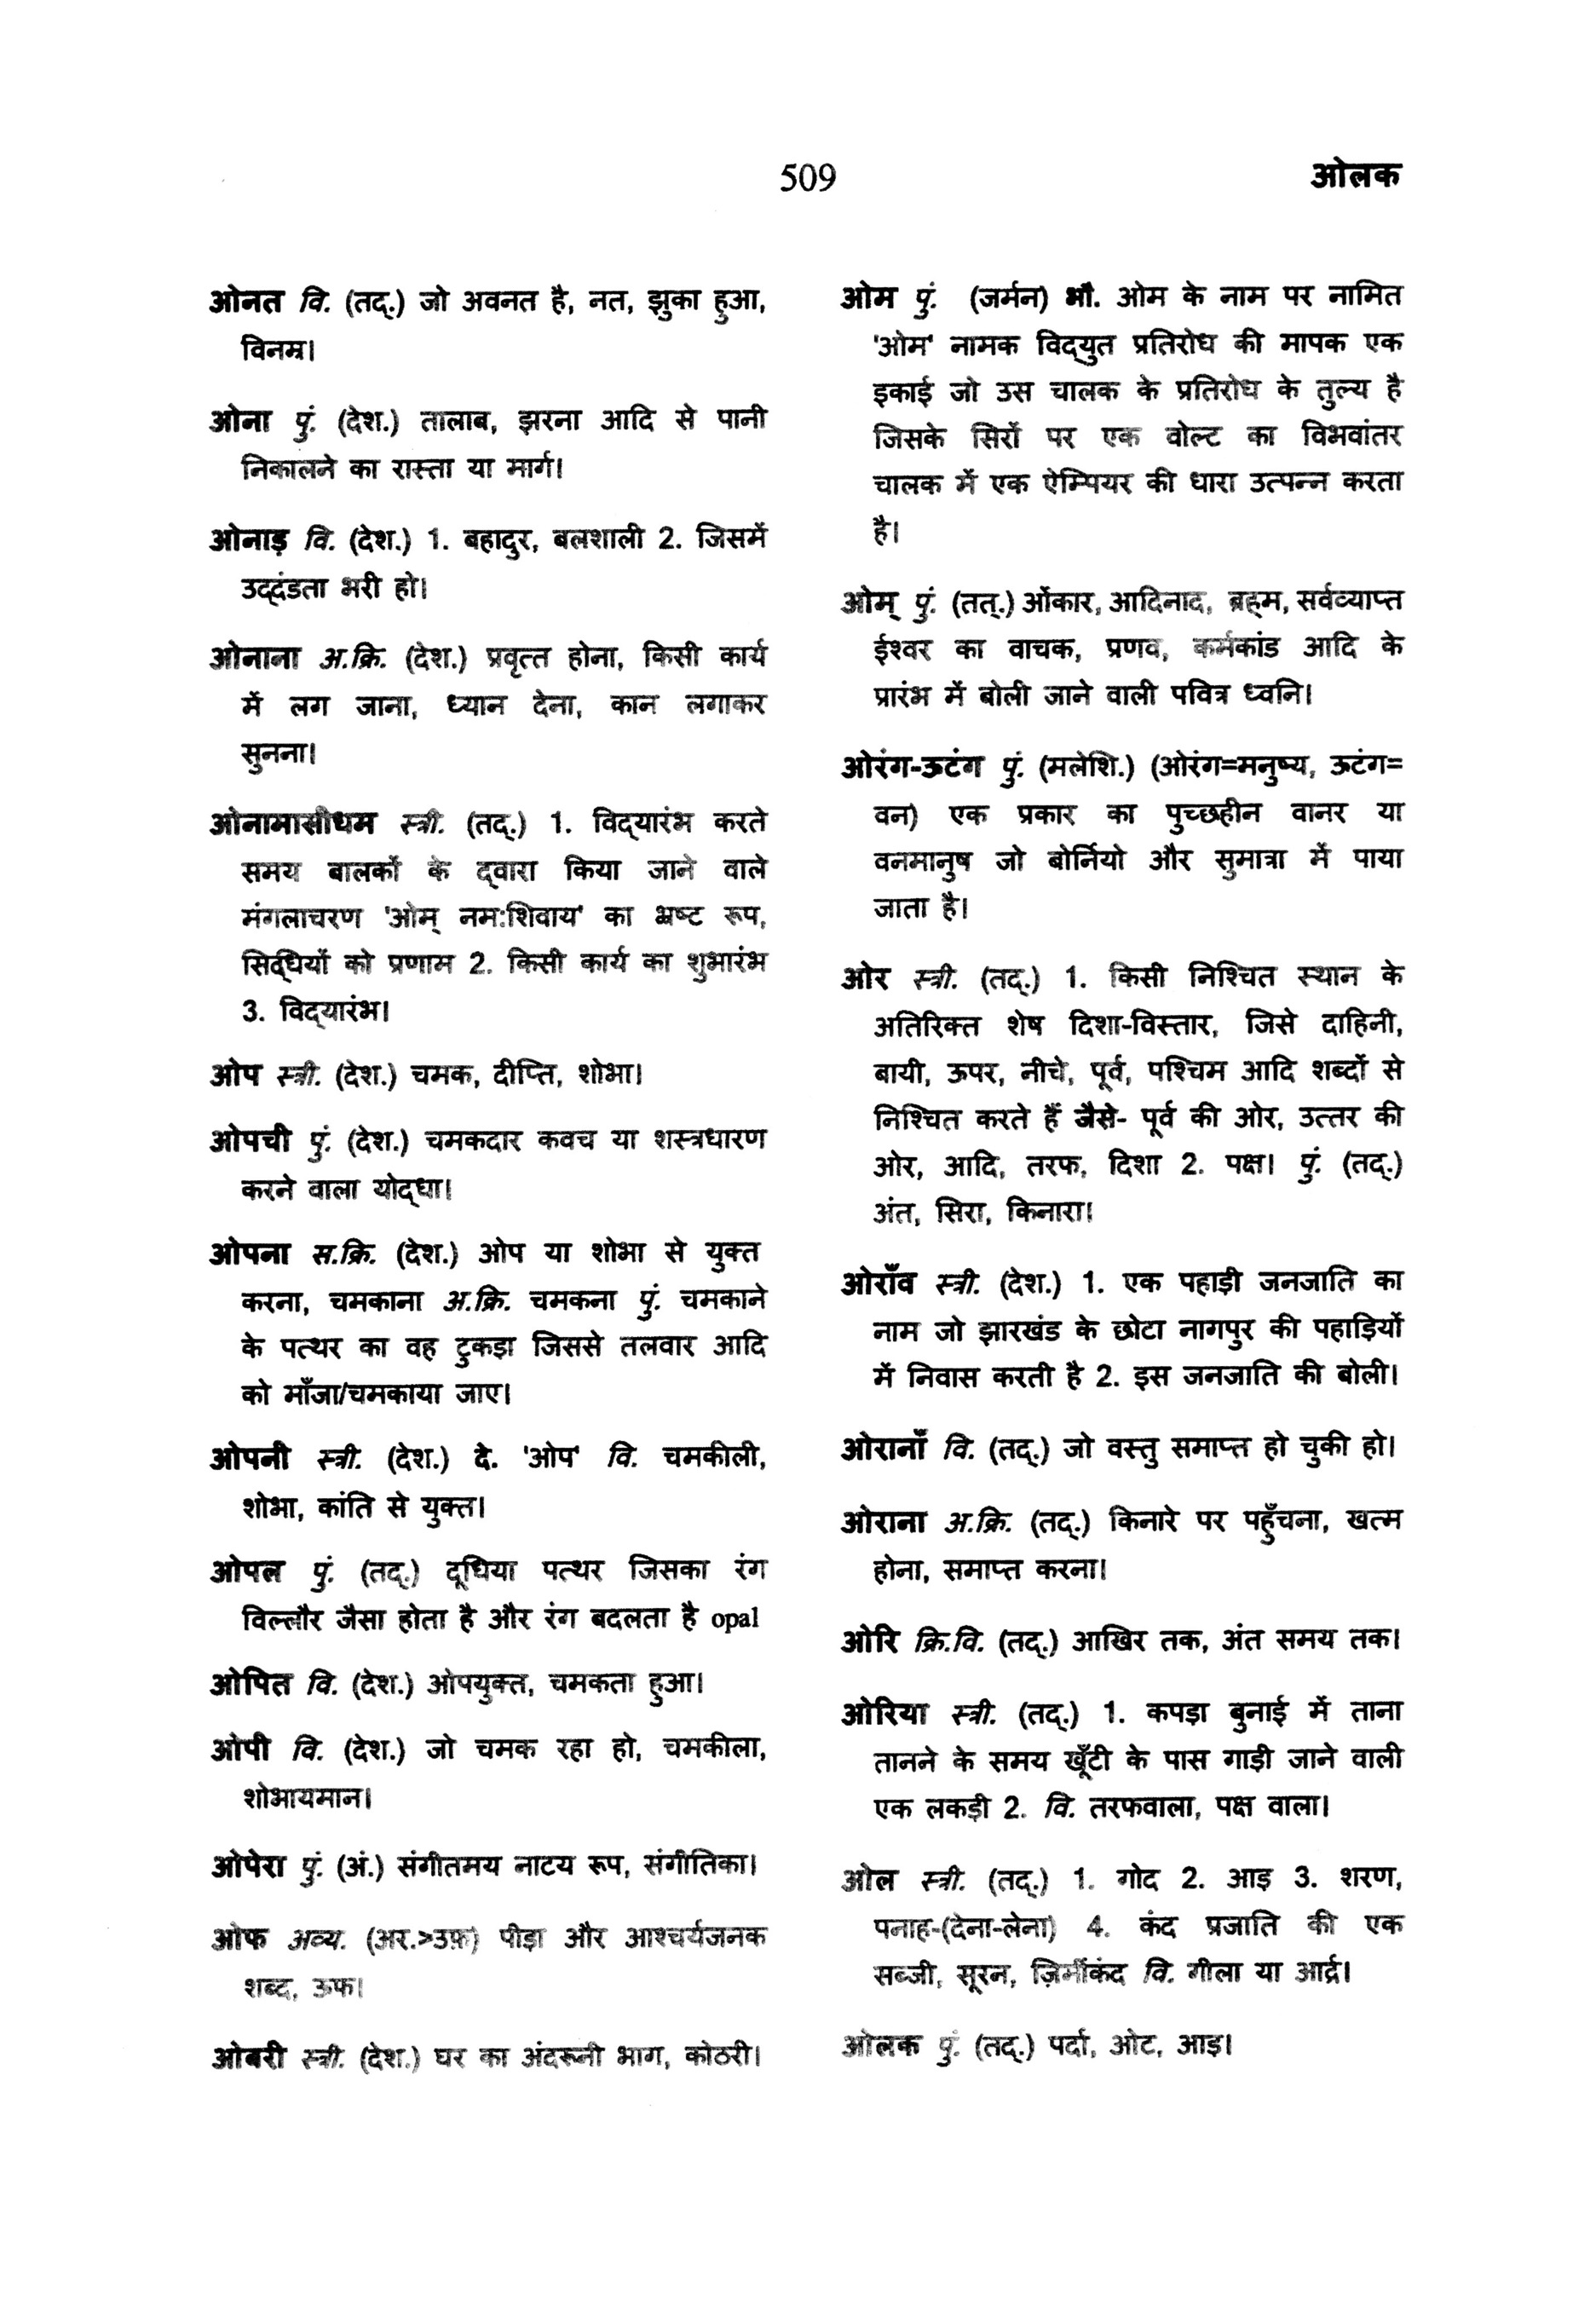 509
ओलक
ओनत वि. (तद्.) जो अवनत है, नत, झुका हुआ,
विनम्र।
ओना पुं. (देश.) तालाब, झरना आदि से पानी
निकालने का रास्ता या मार्ग।
ओनाड़ वि. (देश.) 1. बहादुर, बलशाली 2. जिसमें
उद्‍दंडता भरी हो।
ओनाना अ.क्रि. (देश.) प्रवृत्त होना, किसी कार्य
में लग जाना, ध्यान देना, कान लगाकर
सुनना।
ओनामासीधम स्त्री. (तद्.) 1. विद्‍यारंभ करते
समय बालकों के द्‍वारा किया जाने वाले
मंगलाचरण 'ओम् नम:शिवाय' का भ्रष्ट रूप,
सिद्‍धियों को प्रणाम 2. किसी कार्य का शुभारंभ
3. विद्‍यारंभ।
ओप स्त्री. (देश.) चमक, दीप्ति, शोभा।
ओपची पुं. (देश.) चमकदार कवच या शस्त्रधारण
करने वाला योद्‍धा।
ओपना स.क्रि. (देश.) ओप या शोभा से युक्त
करना, चमकाना अ.क्रि. चमकना पुं. चमकाने
के पत्थर का वह टुकड़ा जिससे तलवार आदि
को माँजा/चमकाया जाए।
ओपनी स्त्री. (देश.) दे. 'ओप' वि. चमकीली,
शोभा, कांति से युक्त।
ओपल पुं. (तद्.) दूधिया पत्थर जिसका रंग
विल्लौर जैसा होता है और रंग बदलता है opal
ओपित वि. (देश.) ओपयुक्त, चमकता हुआ।
ओपी वि. (देश.) जो चमक रहा हो, चमकीला,
शोभायमान।
ओपेरा पुं. (अं.) संगीतमय नाटय रूप, संगीतिका।
ओफ अव्य. (अर.>उफ़) पीड़ा और आश्चर्यजनक
शब्द, ऊफ।
ओबरी स्त्री. (देश.) घर का अंदरूनी भाग, कोठरी।
ओम पुं. (जर्मन) भौ. ओम के नाम पर नामित
'ओम' नामक विद्‍युत प्रतिरोध की मापक एक
इकाई जो उस चालक के प्रतिरोध के तुल्य है
जिसके सिरों पर एक वोल्ट का विभवांतर
चालक में एक ऐम्पियर की धारा उत्पन्न करता
है।
ओम् पुं. (तत्.) ओंकार, आदिनाद, ब्रह्‍म, सर्वव्याप्त
ईश्वर का वाचक, प्रणव, कर्मकांड आदि के
प्रारंभ में बोली जाने वाली पवित्र ध्वनि।
ओरंग-ऊटंग पुं. (मलेशि.) (ओरंग=मनुष्य, ऊटंग=
वन) एक प्रकार का पुच्छहीन वानर या
वनमानुष जो बोर्नियो और सुमात्रा में पाया
जाता है।
ओर स्त्री. (तद्.) 1. किसी निश्चित स्थान के
अतिरिक्त शेष दिशा-विस्तार, जिसे दाहिनी,
बायी, ऊपर, नीचे, पूर्व, पश्चिम आदि शब्दों से
निश्चित करते हैं जैसे- पूर्व की ओर, उत्तर की
ओर, आदि, तरफ, दिशा 2. पक्ष। पुं. (तद्.)
अंत, सिरा, किनारा।
ओराँव स्त्री. (देश.) 1. एक पहाड़ी जनजाति का
नाम जो झारखंड के छोटा नागपुर की पहाड़ियों
में निवास करती है 2. इस जनजाति की बोली।
ओरानाँ वि. (तद्.) जो वस्तु समाप्त हो चुकी हो।
ओराना अ.क्रि. (तद्.) किनारे पर पहुँचना, खत्म
होना, समाप्त करना।
ओरि क्रि.वि. (तद्.) आखिर तक, अंत समय तक।
ओरिया स्त्री. (तद्.) 1. कपड़ा बुनाई में ताना
तानने के समय खूँटी के पास गाड़ी जाने वाली
एक लकड़ी 2. वि. तरफवाला, पक्ष वाला।
ओल स्त्री. (तद्.) 1. गोद 2. आड़ 3. शरण,
पनाह-(देना-लेना) 4. कंद प्रजाति की एक
सब्जी, सूरन, ज़िमींकंद वि. गीला या आर्द्र।
ओलक पुं. (तद्.) पर्दा, ओट, आड़।